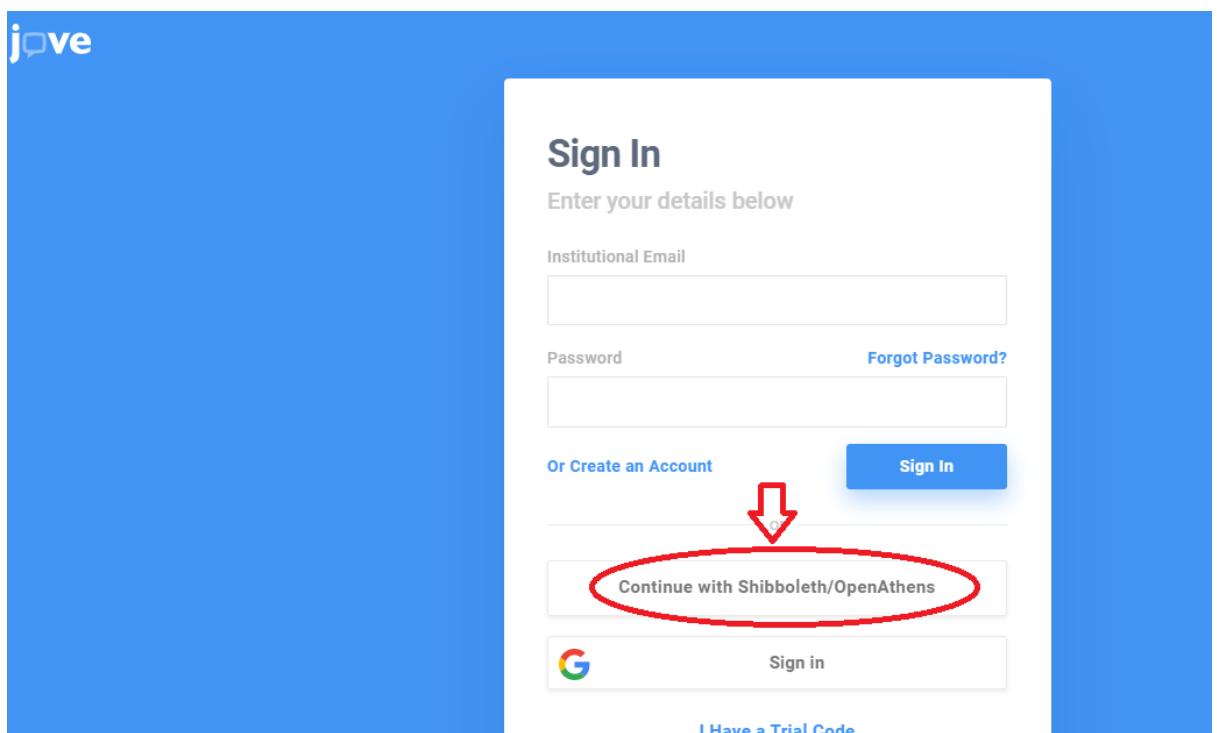 jove
Sign In
Enter your details below
Institutional Email
Password Forgot Password?
Or Create an Account Sign In
or
Continue with Shibboleth/OpenAthens
Sign in
I Have a Trial Code